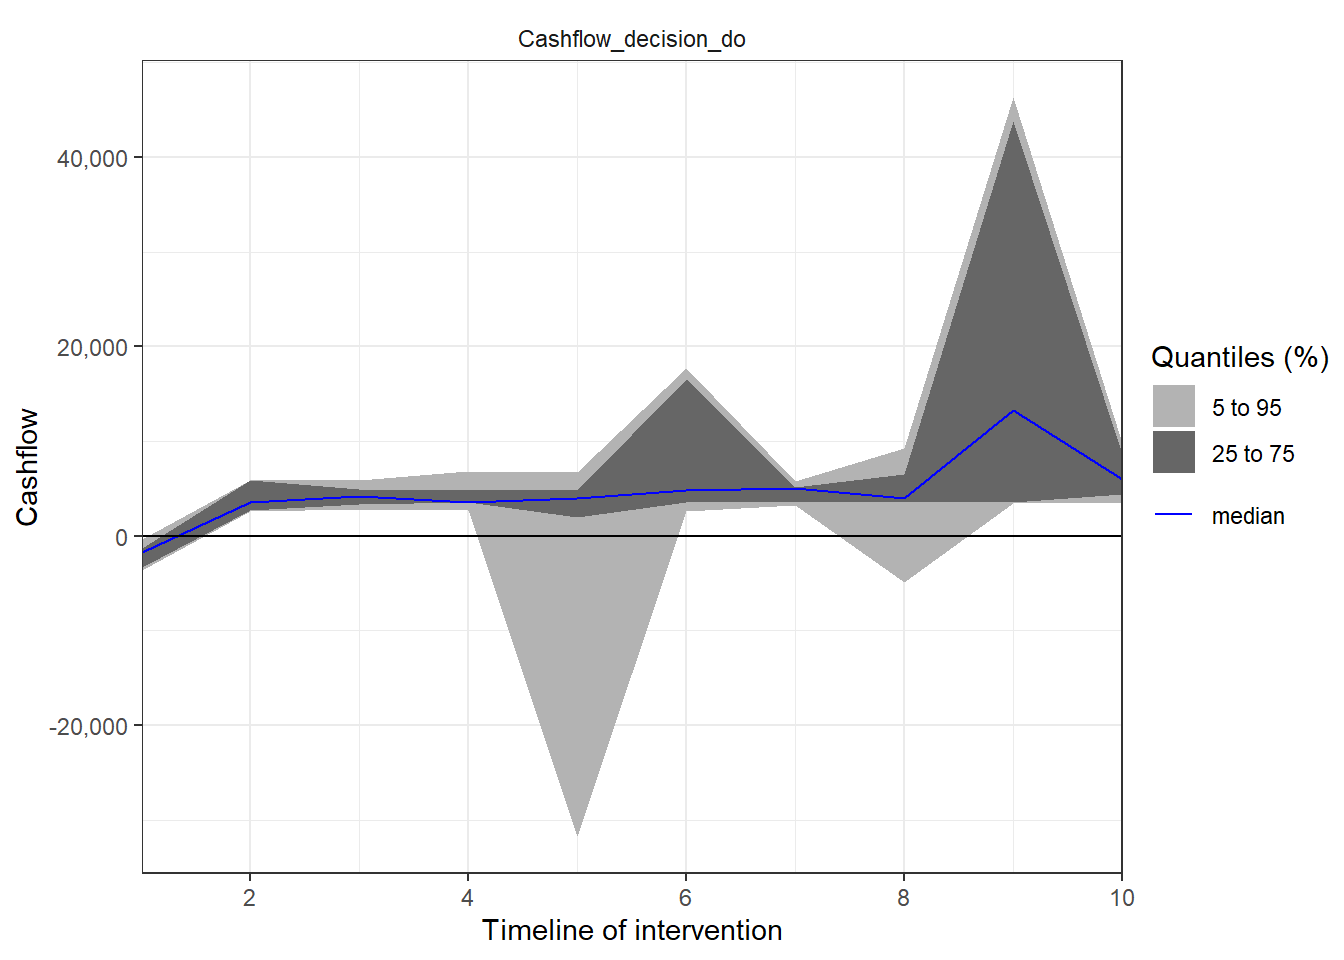 Cashflow_decision_do
40,000
20,000
0
-20,000
Cashflow
2
4
6
8
10
Timeline of intervention
Quantiles (%)
5 to 95
25 to 75
median